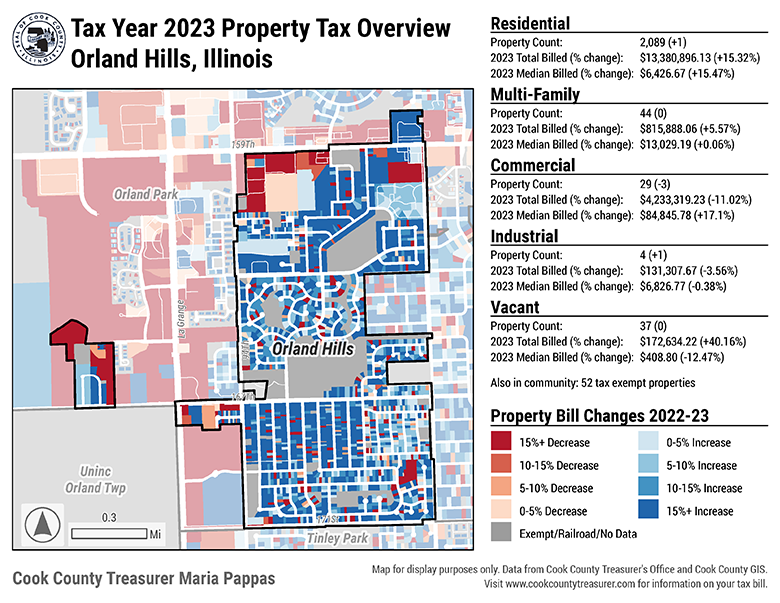 Tax Year 2023 Property Tax Overview
Orland Hills, Illinois
Residential
Property Count: 2,089 (+1)
2023 Total Billed (% change): $13,380,896.13 (+15.32%)
2023 Median Billed (% change): $6,426.67 (+15.47%)
Multi-Family
Property Count: 44 (0)
2023 Total Billed (% change): $815,888.06 (+5.57%)
2023 Median Billed (% change): $13,029.19 (+0.06%)
Commercial
Property Count: 29 (-3)
2023 Total Billed (% change): $4,233,319.23 (-11.02%)
2023 Median Billed (% change): $84,845.78 (+17.1%)
Industrial
Property Count: 4 (+1)
2023 Total Billed (% change): $131,307.67 (-3.56%)
2023 Median Billed (% change): $6,826.77 (-0.38%)
Vacant
Property Count: 37 (0)
2023 Total Billed (% change): $172,634.22 (+40.16%)
2023 Median Billed (% change): $408.80 (-12.47%)
Also in community: 52 tax exempt properties
Property Bill Changes 2022-23
15%+ Decrease
10-15% Decrease
5-10% Decrease
0-5% Decrease
0-5% Increase
5-10% Increase
10-15% Increase
15%+ Increase
Exempt/Railroad/No Data
159Th
Orland Park
La Grange
Orland Hills
Uninc
Orland Twp
Tinley Park
0.3
Mi
Cook County Treasurer Maria Pappas
Map for display purposes only. Data from Cook County Treasurer's Office and Cook County GIS.
Visit www.cookcountytreasurer.com for information on your tax bill.